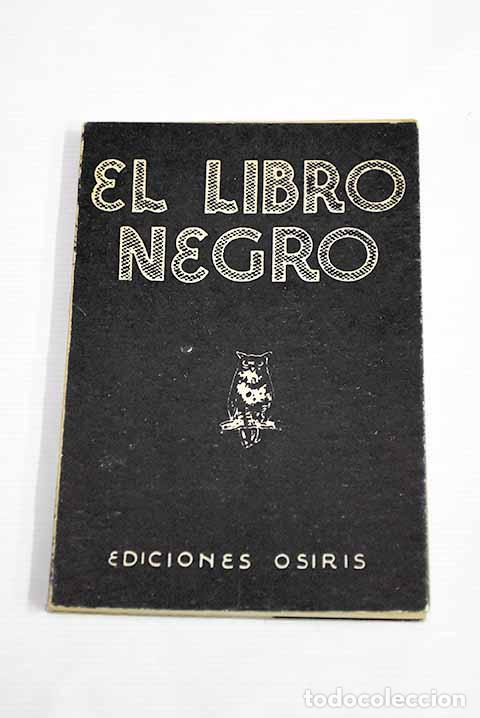 EL LIBRO
NEGRO
EDICIONES OSIRIS
todocoleccion